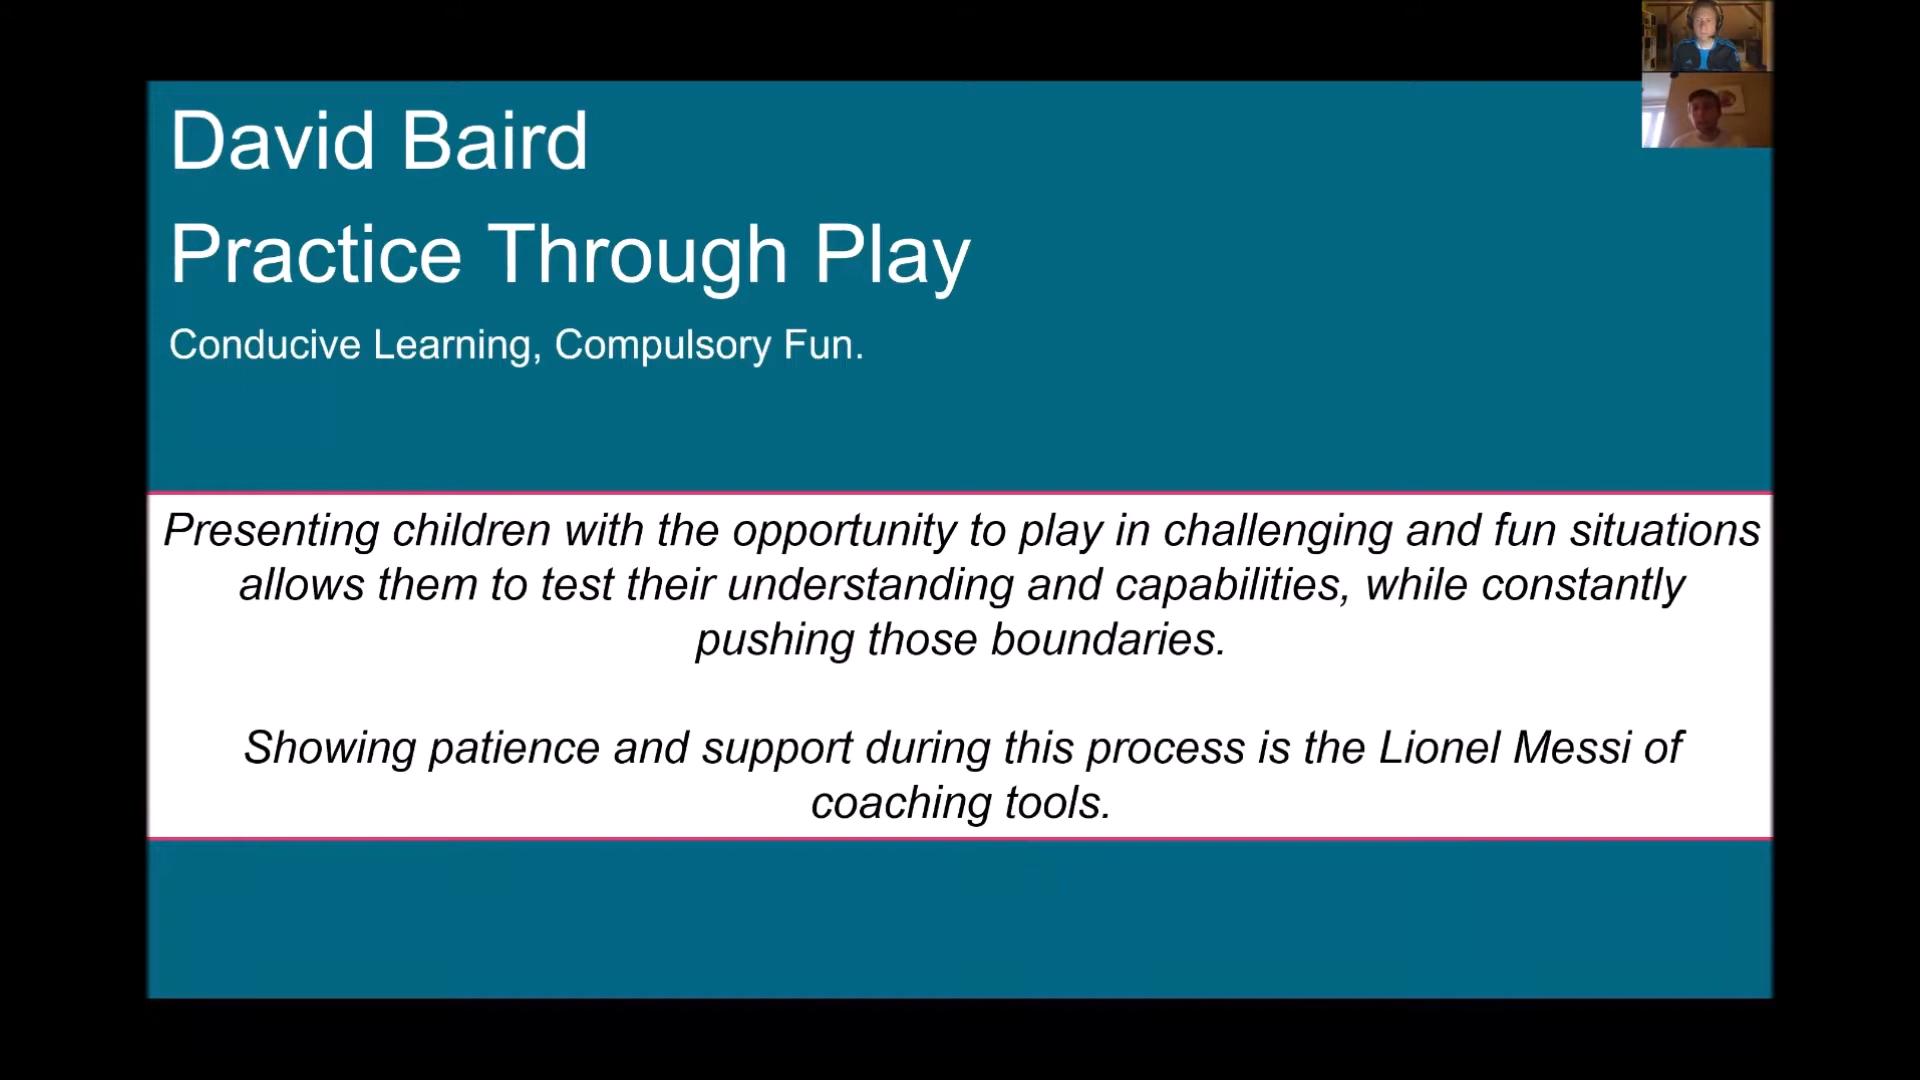 David Baird
Practice Through Play
Conducive Learning, Compulsory Fun.
Presenting children with the opportunity to play in challenging and fun situations
allows them to test their understanding and capabilities, while constantly
pushing those boundaries.
Showing patience and support during this process is the Lionel Messi of
coaching tools.